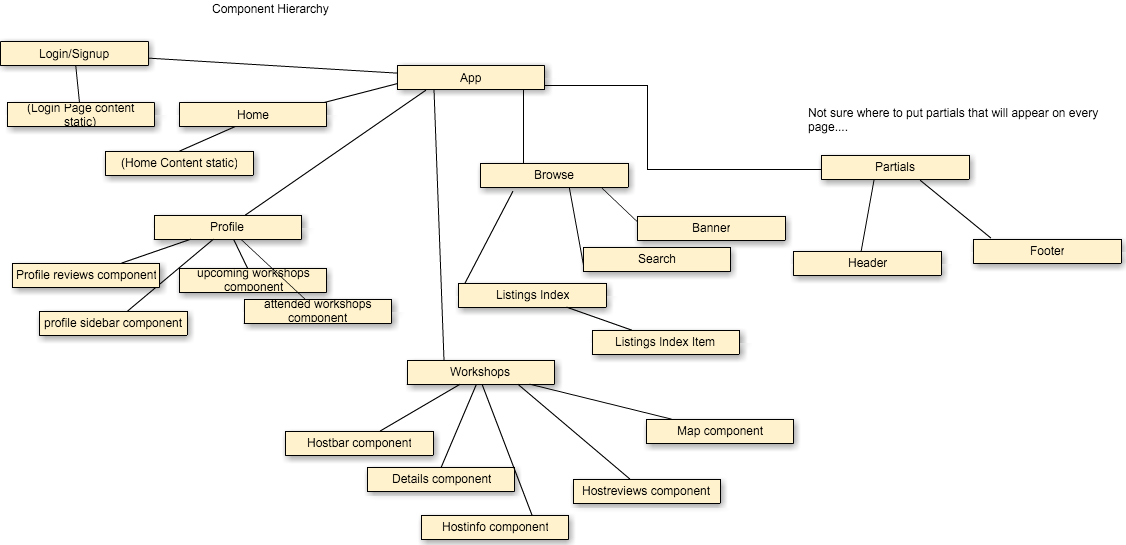 Component Hierarchy
Login/Signup
App
(Login Page content
static)
Home
Not sure where to put partials that will appear on every
page....
(Home Content static)
Browse
Partials
Profile
Banner
Header
Footer
Search
Profile reviews component
upcoming workshops
component
Listings Index
attended workshops
component
profile sidebar component
Listings Index Item
Workshops
Hostbar component
Map component
Details component
Hostreviews component
Hostinfo component